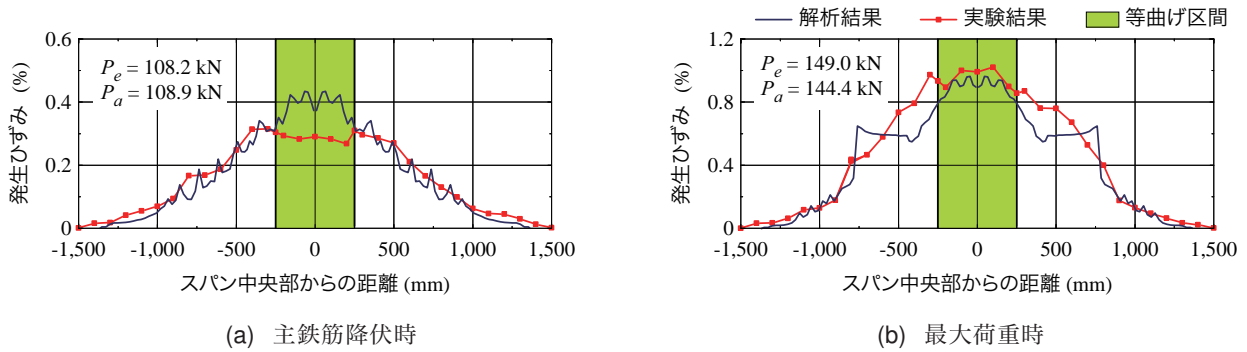 解析結果 実験結果 等曲げ区間
0.6
0.4
0.2
0
発生ひずみ (%)
Pe = 108.2 kN
Pa = 108.9 kN
-1,500 -1,000 -500 0 500 1,000 1,500
スパン中央部からの距離 (mm)
(a) 主鉄筋降伏時
1.2
0.8
0.4
0
発生ひずみ (%)
Pe = 149.0 kN
Pa = 144.4 kN
-1,500 -1,000 -500 0 500 1,000 1,500
スパン中央部からの距離 (mm)
(b) 最大荷重時